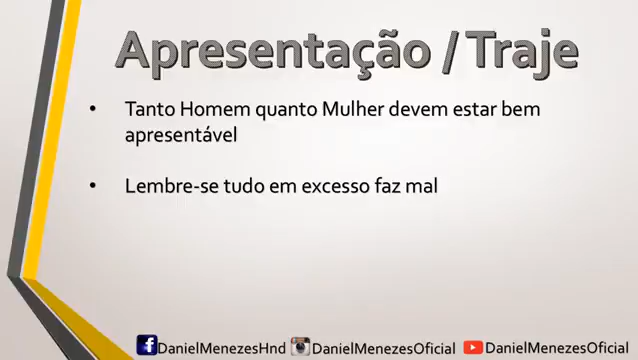 Apresentação / Traje
• Tanto Homem quanto Mulher devem estar bem
apresentável
• Lembre-se tudo em excesso faz mal
DanielMenezesHnd DanielMenezesOficial DanielMenezesOficial